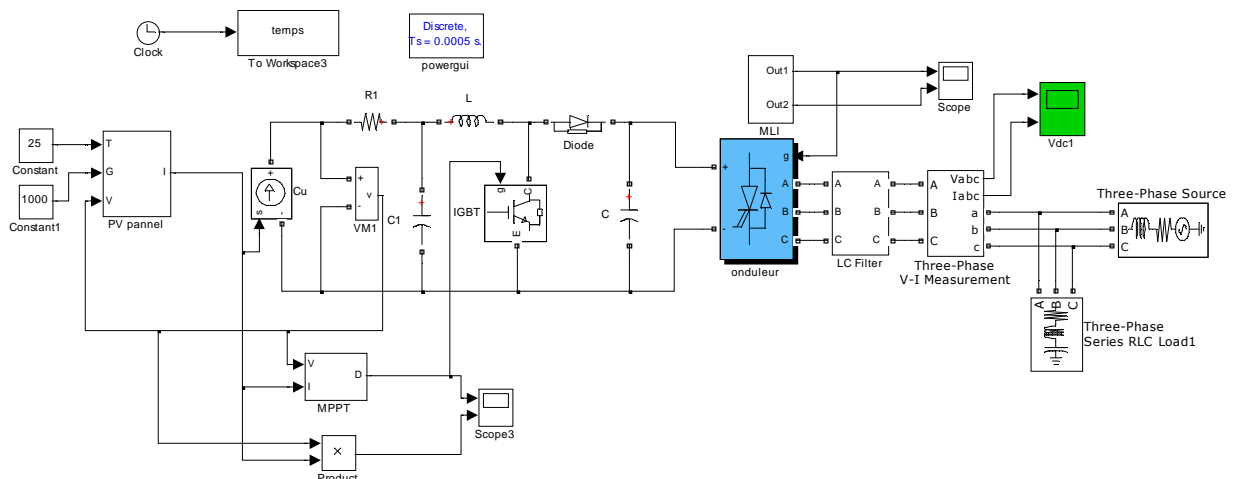 Clock
temps
To Workspace3
Discrete,
Ts = 0.0005 s.
powergui
25
Constant
1000
Constant1
T
G
V
I
PV pannel
+
s
-
Cu
R1
+
-
v
VM1
C1
L
g
C
E
IGBT
Diode
C
Out1
Out2
MLI
Scope
Vdc1
+
-
g
A
B
C
onduleur
A
B
C
A
B
C
LC Filter
A
B
C
Vabc
Iabc
a
b
c
Three-Phase
V-I Measurement
Three-Phase Source
A
B
C
A
B
C
Three-Phase
Series RLC Load1
V
I
D
MPPT
Scope3
×
Product